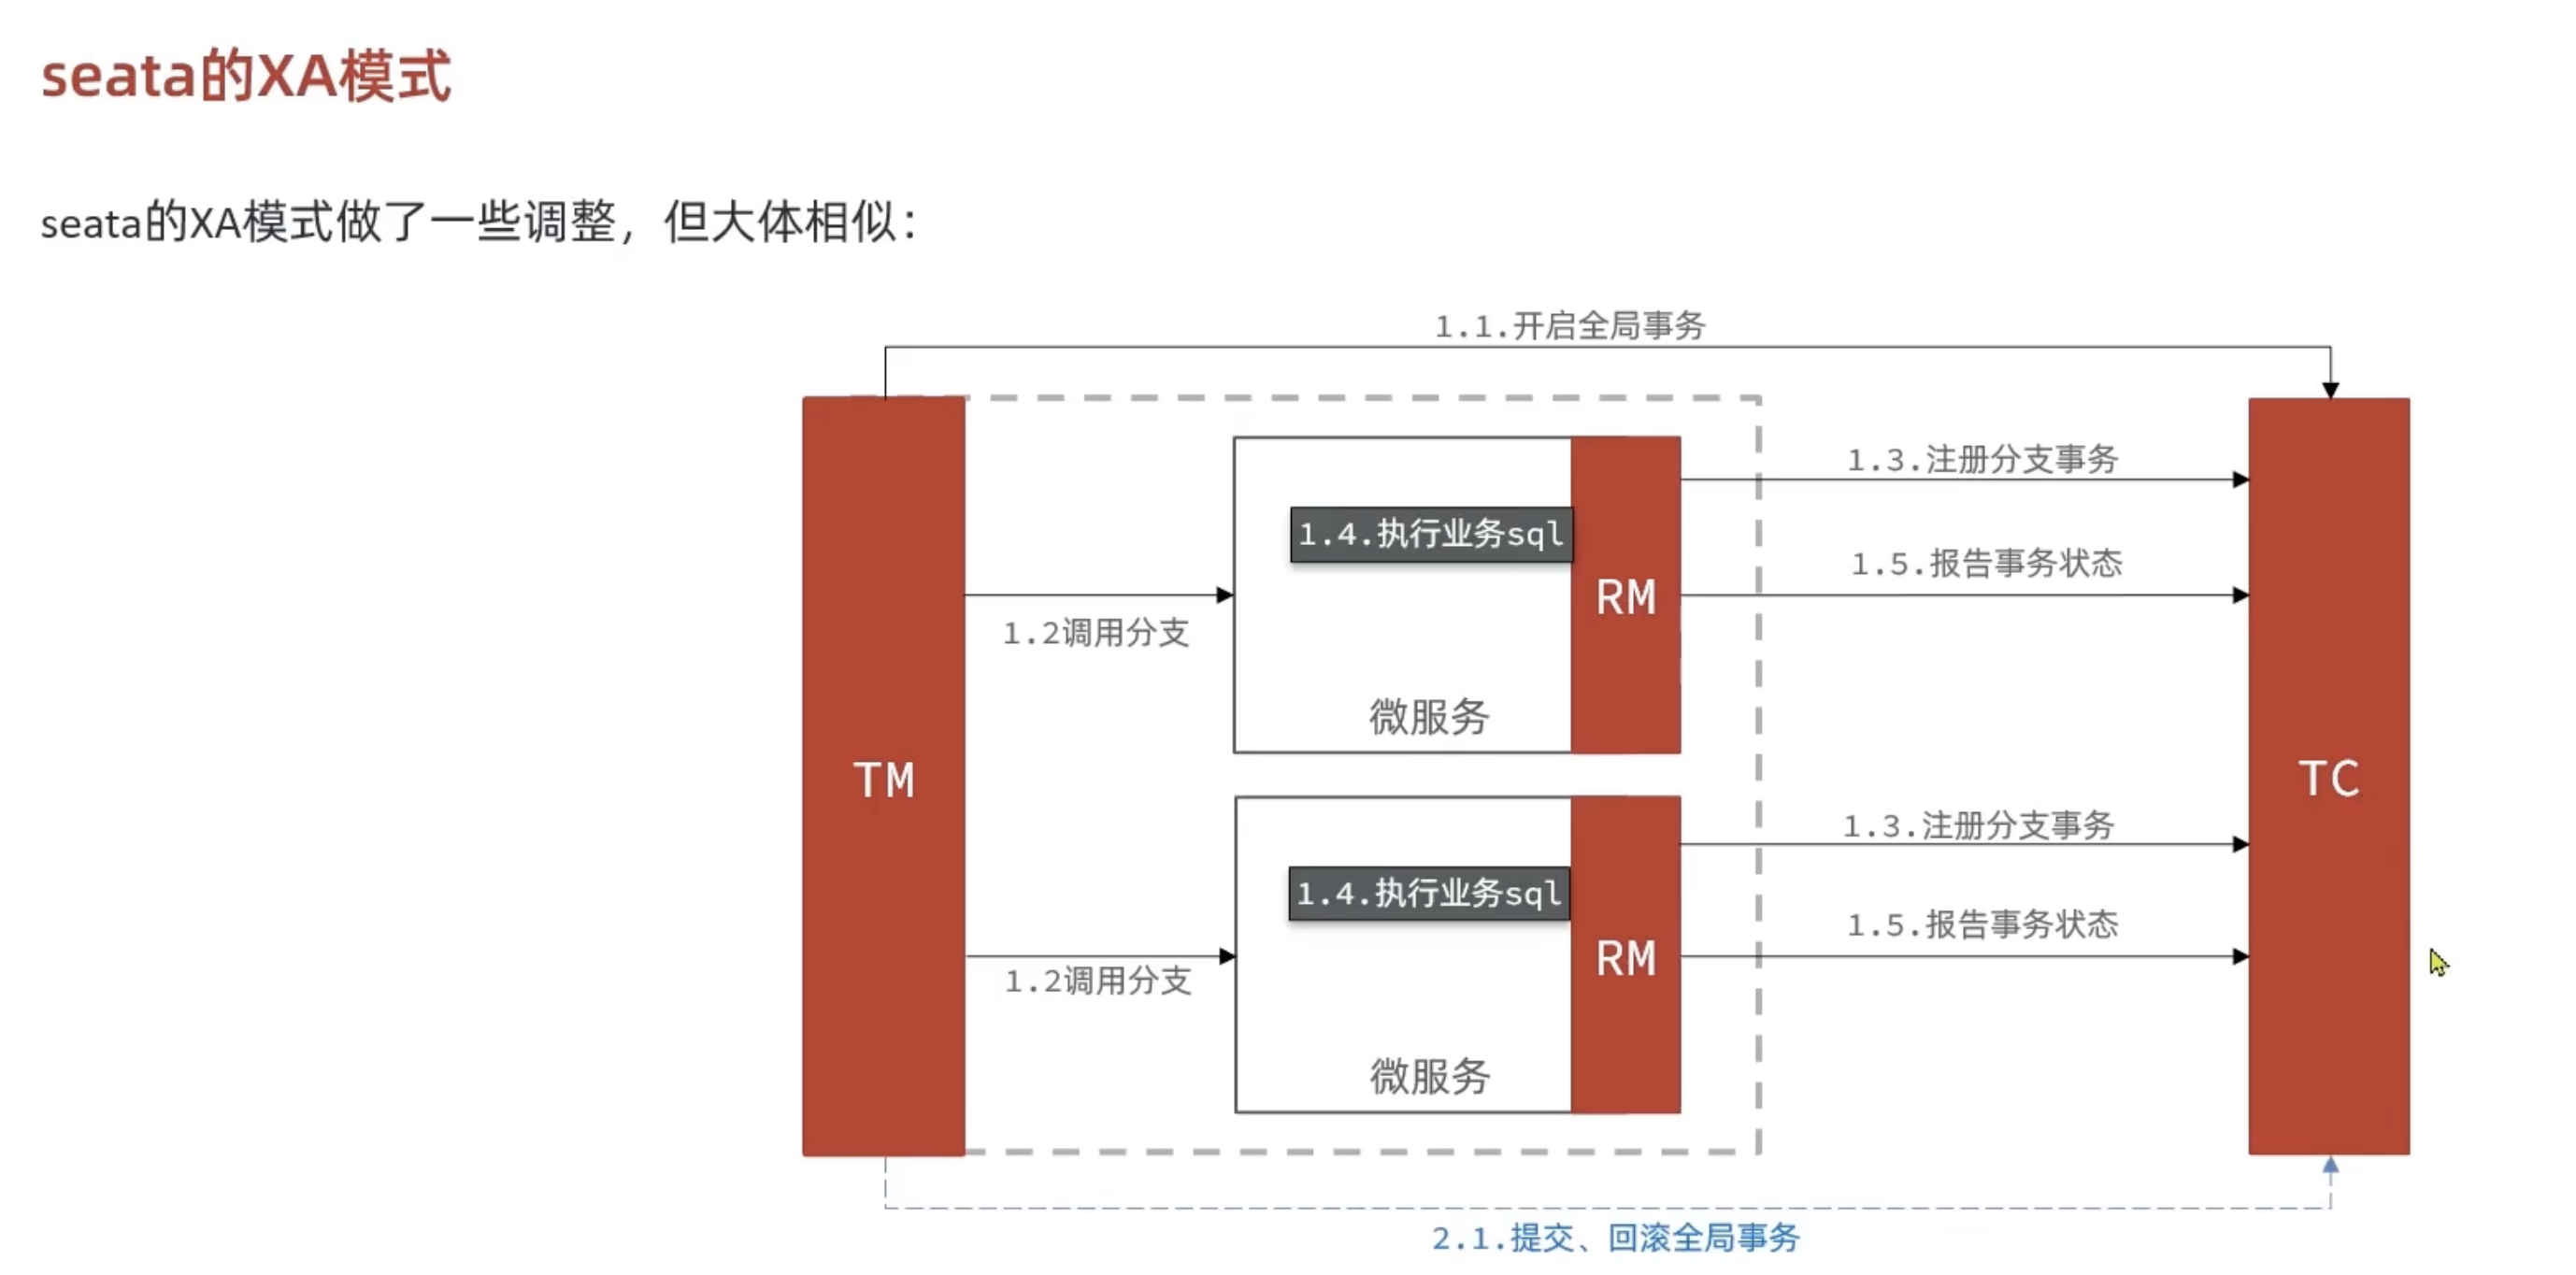 seata的XA模式
seata的XA模式做了一些调整，但大体相似：
1.1.开启全局事务
1.3.注册分支事务
1.4.执行业务sql
1.5.报告事务状态
RM
1.2调用分支
微服务
TM
TC
1.3.注册分支事务
1.4.执行业务sql
1.5.报告事务状态
RM
1.2调用分支
微服务
2.1.提交、回滚全局事务